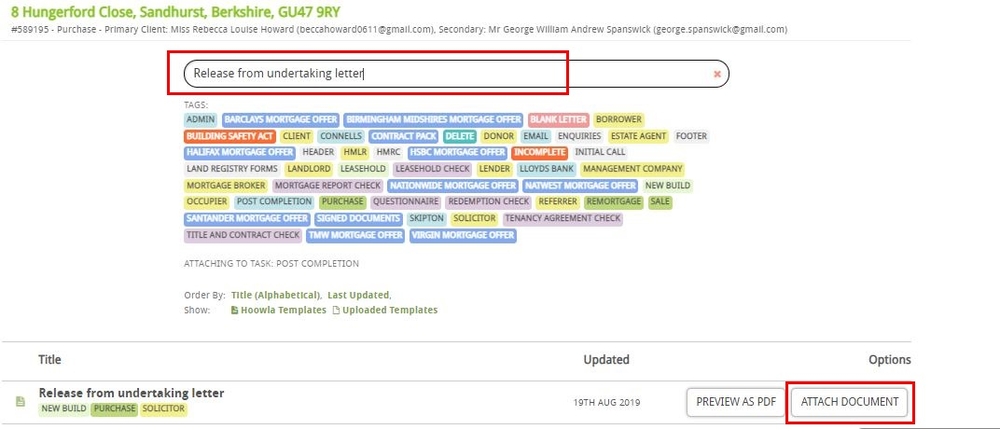 8 Hungerford Close, Sandhurst, Berkshire, GU47 9RY
#589195 - Purchase - Primary Client: Miss Rebecca Louise Howard (beccahoward0611@gmail.com), Secondary: Mr George William Andrew Spanswick (george.spanswick@gmail.com)
Release from undertaking letter
TAGS:
ADMIN BARCLAYS MORTGAGE OFFER BIRMINGHAM MIDSHIRES MORTGAGE OFFER BLANK LETTER BORROWER
BUILDING SAFETY ACT CLIENT CONNELLS CONTRACT PACK DELETE DONOR EMAIL ENQUIRIES ESTATE AGENT FOOTER
HALIFAX MORTGAGE OFFER HEADER HMLR HMRC HSBC MORTGAGE OFFER INCOMPLETE INITIAL CALL
LAND REGISTRY FORMS LANDLORD LEASEHOLD LEASEHOLD CHECK LENDER LLOYDS BANK MANAGEMENT COMPANY
MORTGAGE BROKER MORTGAGE REPORT CHECK NATIONWIDE MORTGAGE OFFER NATWEST MORTGAGE OFFER NEW BUILD
OCCUPIER POST COMPLETION PURCHASE QUESTIONNAIRE REDEMPTION CHECK REFERRER REMORTGAGE SALE
SANTANDER MORTGAGE OFFER SIGNED DOCUMENTS SKIPTON SOLICITOR TENANCY AGREEMENT CHECK
TITLE AND CONTRACT CHECK TMW MORTGAGE OFFER VIRGIN MORTGAGE OFFER
ATTACHING TO TASK: POST COMPLETION
Order By: Title (Alphabetical), Last Updated,
Show: Hoowla Templates Uploaded Templates
Title Updated Options
Release from undertaking letter
NEW BUILD PURCHASE SOLICITOR
19TH AUG 2019 PREVIEW AS PDF ATTACH DOCUMENT